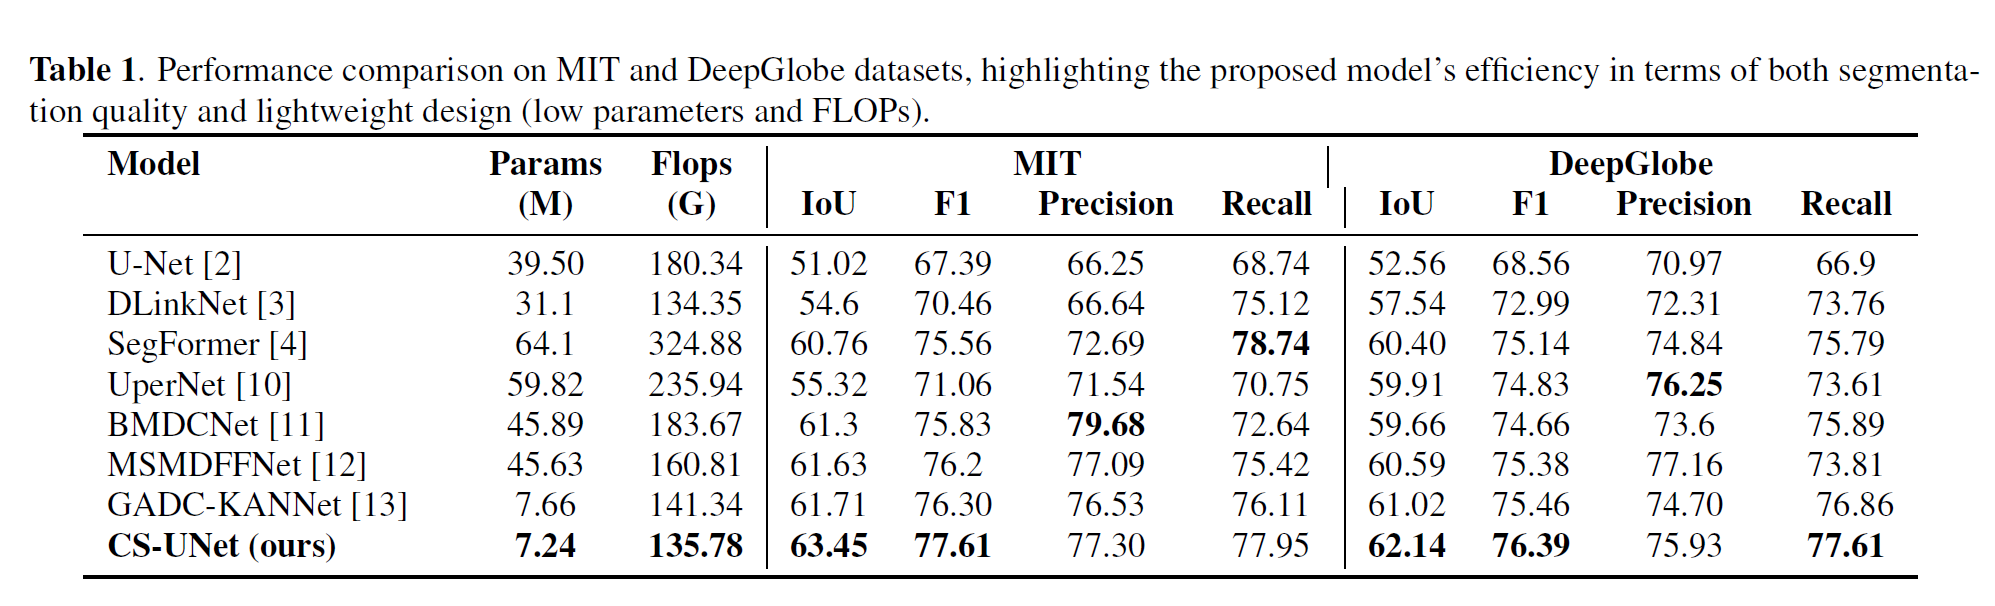 Table 1. Performance comparison on MIT and DeepGlobe datasets, highlighting the proposed model's efficiency in terms of both segmenta-
tion quality and lightweight design (low parameters and FLOPs).
Model Params Flops MIT DeepGlobe
(M) (G) IoU F1 Precision Recall IoU F1 Precision Recall
U-Net [2] 39.50 180.34 51.02 67.39 66.25 68.74 52.56 68.56 70.97 66.9
DLinkNet [3] 31.1 134.35 54.6 70.46 66.64 75.12 57.54 72.99 72.31 73.76
SegFormer [4] 64.1 324.88 60.76 75.56 72.69 78.74 60.40 75.14 74.84 75.79
UperNet [10] 59.82 235.94 55.32 71.06 71.54 70.75 59.91 74.83 76.25 73.61
BMDCNet [11] 45.89 183.67 61.3 75.83 79.68 72.64 59.66 74.66 73.6 75.89
MSMDFFNet [12] 45.63 160.81 61.63 76.2 77.09 75.42 60.59 75.38 77.16 73.81
GADC-KANNet [13] 7.66 141.34 61.71 76.30 76.53 76.11 61.02 75.46 74.70 76.86
CS-UNet (ours) 7.24 135.78 63.45 77.61 77.30 77.95 62.14 76.39 75.93 77.61